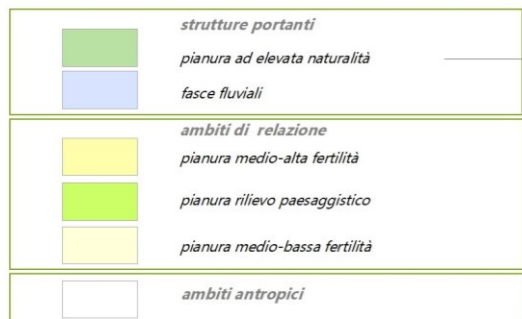 strutture portanti
pianura ad elevata naturalità
fasce fluviali
ambiti di relazione
pianura medio-alta fertilità
pianura rilievo paesaggistico
pianura medio-bassa fertilità
ambiti antropici